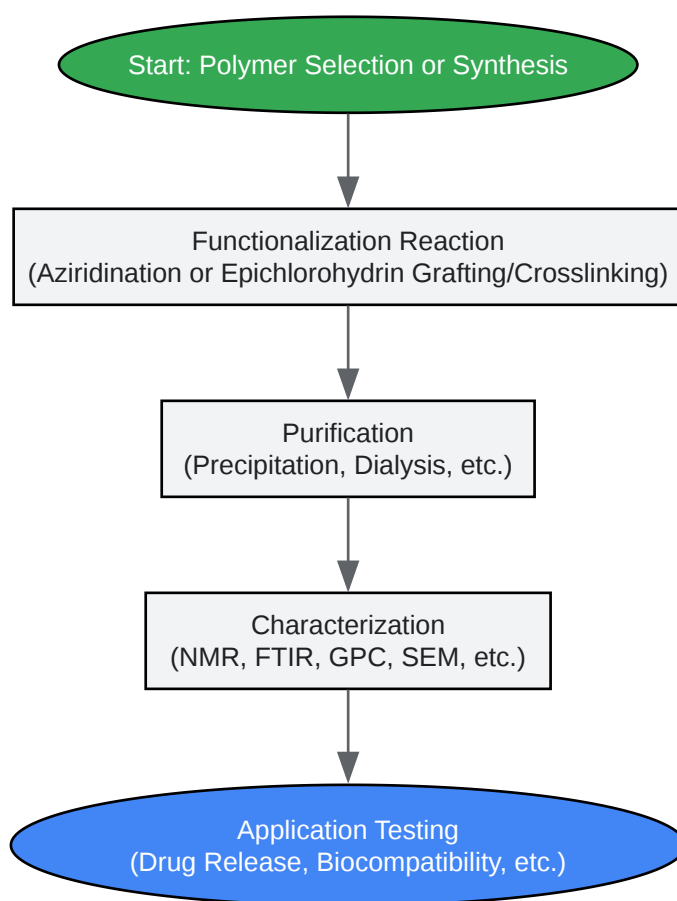 Start: Polymer Selection or Synthesis
Functionalization Reaction
(Aziridination or Epichlorohydrin Grafting/Crosslinking)
Purification
(Precipitation, Dialysis, etc.)
Characterization
(NMR, FTIR, GPC, SEM, etc.)
Application Testing
(Drug Release, Biocompatibility, etc.)